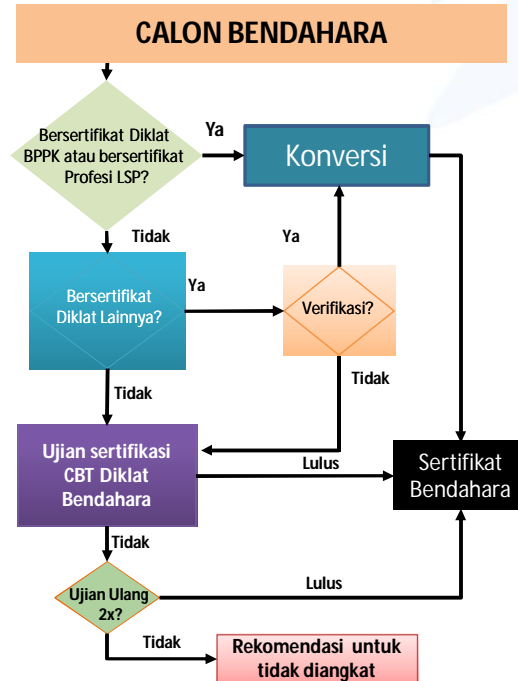 CALON BENDAHARA
Bersertifikat Diklat
BPPK atau bersertifikat
Profesi LSP?
Ya
Konversi
Tidak
Ya
Bersertifikat
Diklat Lainnya?
Ya
Verifikasi?
Tidak
Tidak
Ujian sertifikasi
CBT Diklat
Bendahara
Lulus
Sertifikat
Bendahara
Tidak
Ujian Ulang
2x?
Lulus
Tidak
Rekomendasi untuk
tidak diangkat